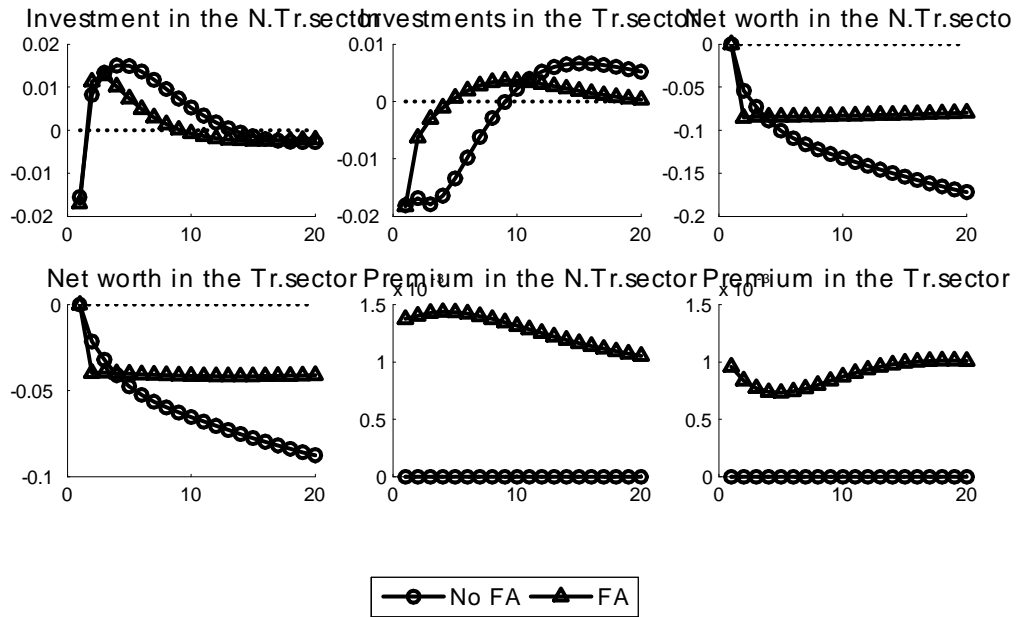 Investment in the N.Tr.sector
Investments in the Tr.sector
Net worth in the N.Tr.secto
0.02
0.01
0
-0.01
-0.02
0 10 20
0.01
0
-0.01
-0.02
0 10 20
0
-0.05
-0.1
-0.15
-0.2
0 10 20
Net worth in the Tr.sector
Premium in the N.Tr.sector
Premium in the Tr.sector
0
-0.05
-0.1
0 10 20
x 10-3
1.5
1
0.5
0
0 10 20
x 10-3
1.5
1
0.5
0
0 10 20
No FA FA